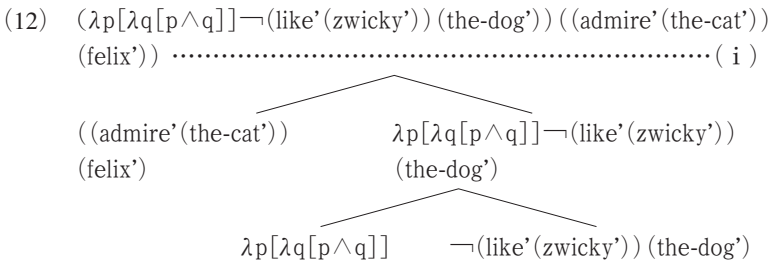 (12) (λp[λq[p∧q]]￢(like’(zwicky’))(the-dog’))((admire’(the-cat’))
(felix’)) ………………………………………………………(ⅰ)
((admire’(the-cat’)) λp[λq[p∧q]]￢(like’(zwicky’))
(felix’) (the-dog’)
λp[λq[p∧q]] ￢(like’(zwicky’))(the-dog’)